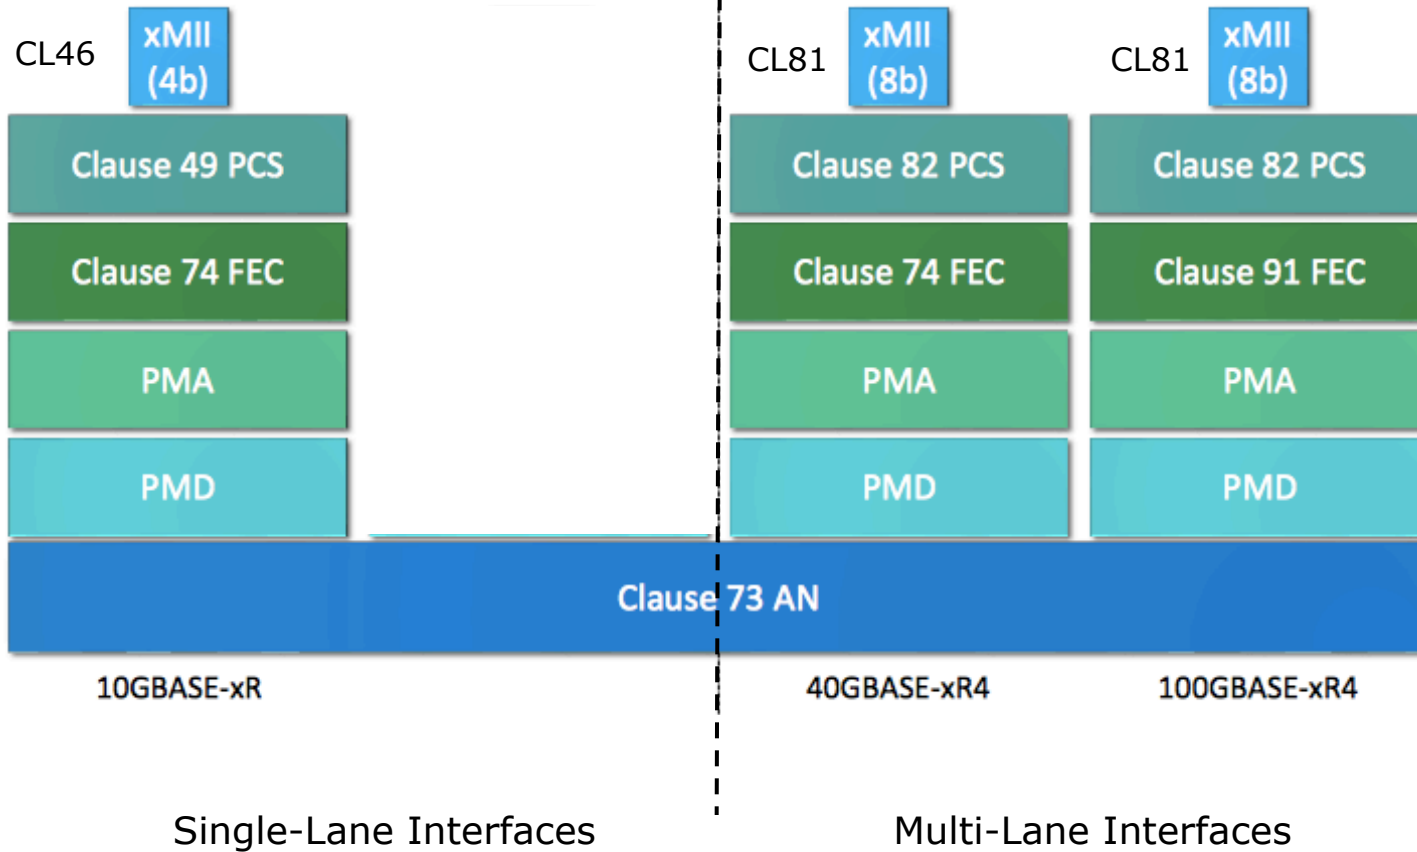 CL46
xMII
(4b)
CL81
xMII
(8b)
CL81
xMII
(8b)
Clause 49 PCS
Clause 82 PCS
Clause 82 PCS
Clause 74 FEC
Clause 74 FEC
Clause 91 FEC
PMA
PMA
PMA
PMD
PMD
PMD
Clause 73 AN
10GBASE-xR
40GBASE-xR4
100GBASE-xR4
Single-Lane Interfaces
Multi-Lane Interfaces